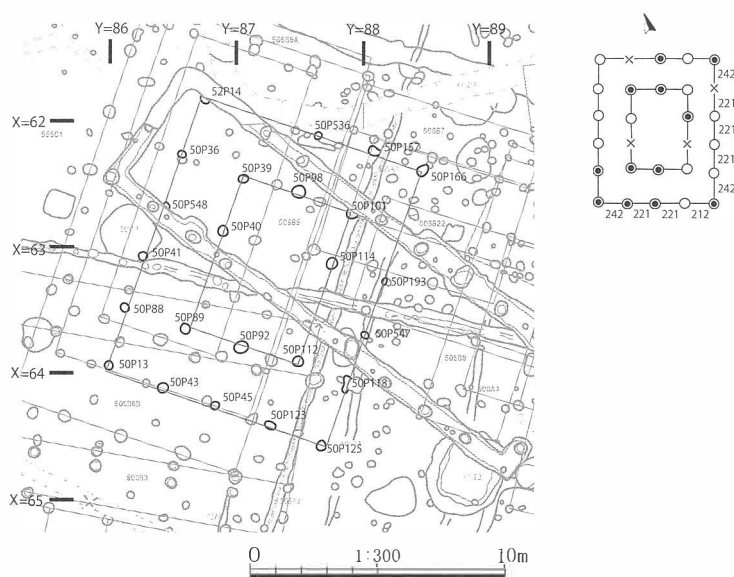 Y=86 Y=87 Y=88 Y=89
X=62
52P14
50P536
50P157
50P36
50P166
50P39
50P98
50P548
50P101
50P40
X=63
50P41
50P114
50P193
50P88
50P89
50P92
50P547
50P112
50P13
X=64
50P43
50P118
50P45
50P123
50P125
X=65
0 1:300 10m
242
221
221
221
242
242 221 221 212